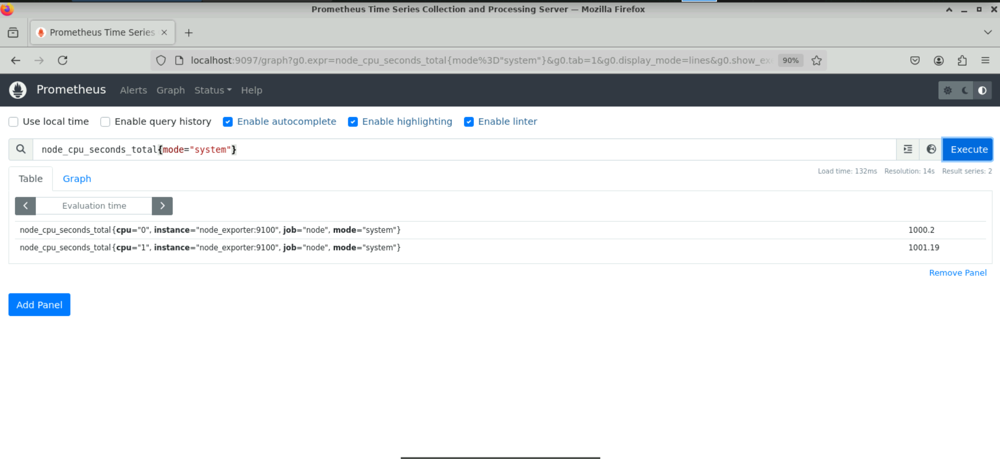 Prometheus Time Series Collection and Processing Server — Mozilla Firefox
Prometheus Time Series
localhost:9097/graph?g0.expr=node_cpu_seconds_total{mode%3D"system"}&g0.tab=1&g0.display_mode=lines&g0.show_ex 90%
Prometheus Alerts Graph Status Help
Use local time Enable query history Enable autocomplete Enable highlighting Enable linter
node_cpu_seconds_total{mode="system"} Execute
Load time: 132ms Resolution: 14s Result series: 2
Table Graph
Evaluation time
node_cpu_seconds_total{cpu="0", instance="node_exporter:9100", job="node", mode="system"} 1000.2
node_cpu_seconds_total{cpu="1", instance="node_exporter:9100", job="node", mode="system"} 1001.19
Remove Panel
Add Panel